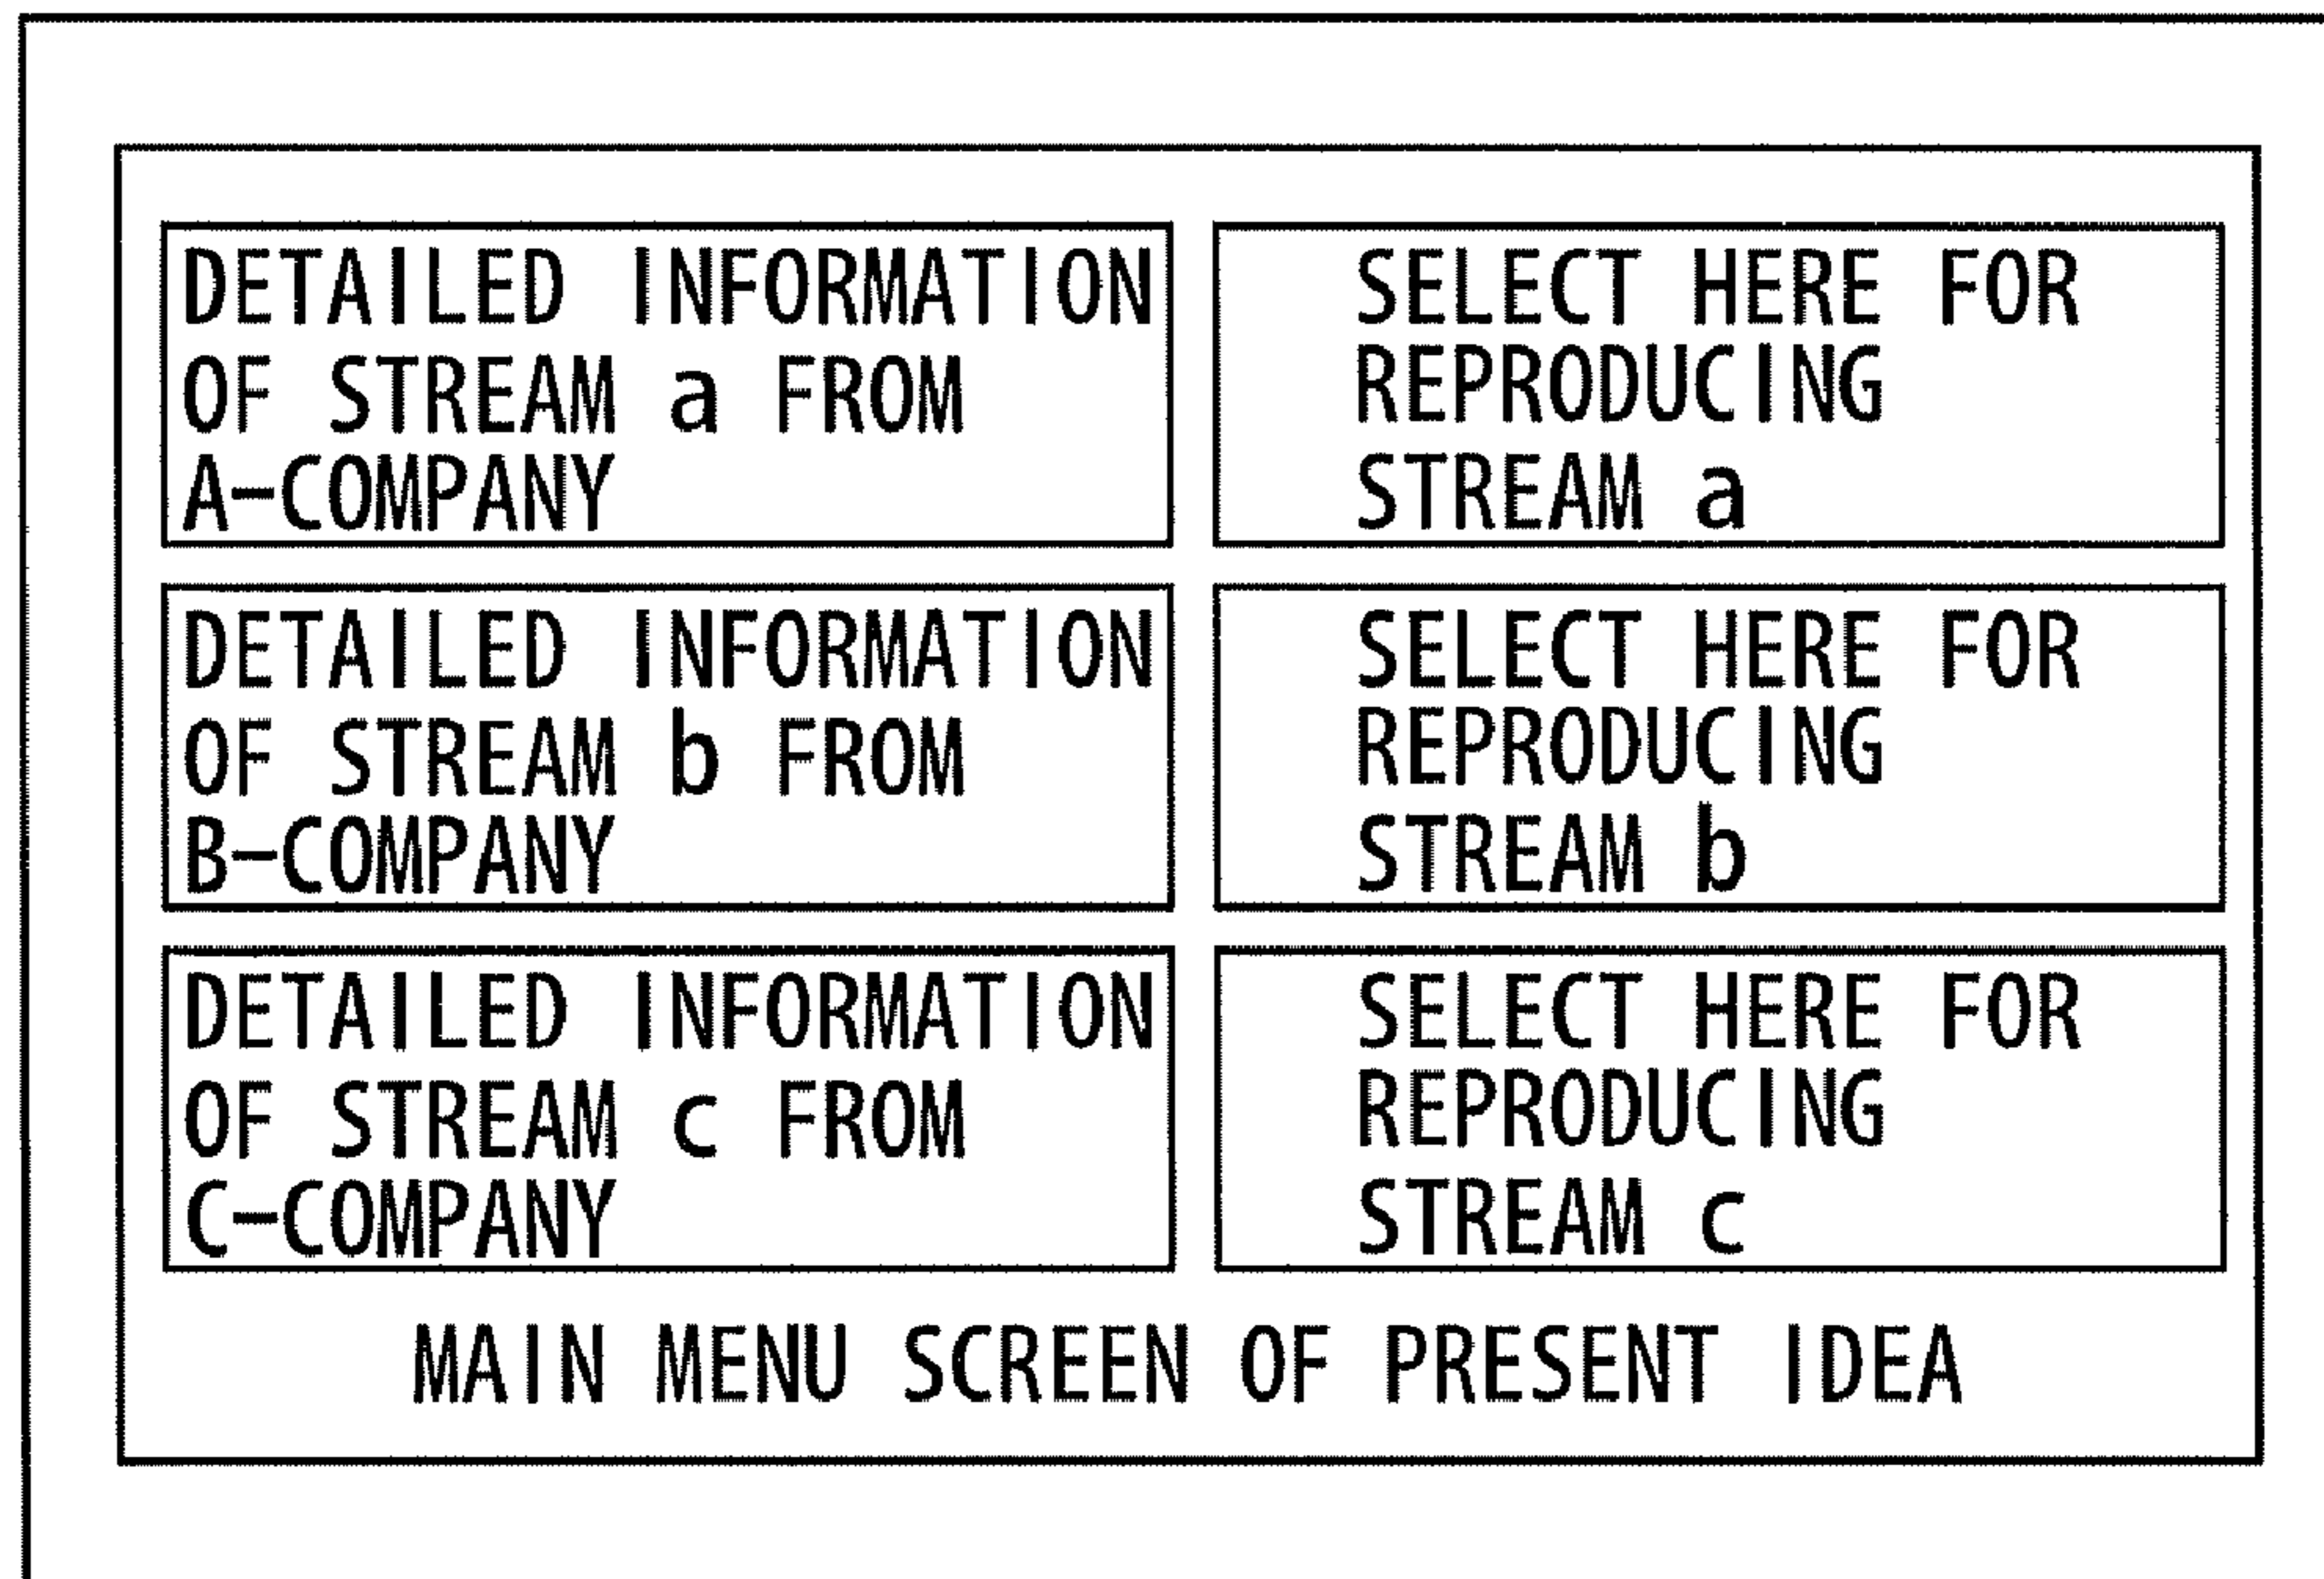 DETAILED INFORMATION
OF STREAM a FROM
A-COMPANY
SELECT HERE FOR
REPRODUCING
STREAM a
DETAILED INFORMATION
OF STREAM b FROM
B-COMPANY
SELECT HERE FOR
REPRODUCING
STREAM b
DETAILED INFORMATION
OF STREAM c FROM
C-COMPANY
SELECT HERE FOR
REPRODUCING
STREAM c
MAIN MENU SCREEN OF PRESENT IDEA